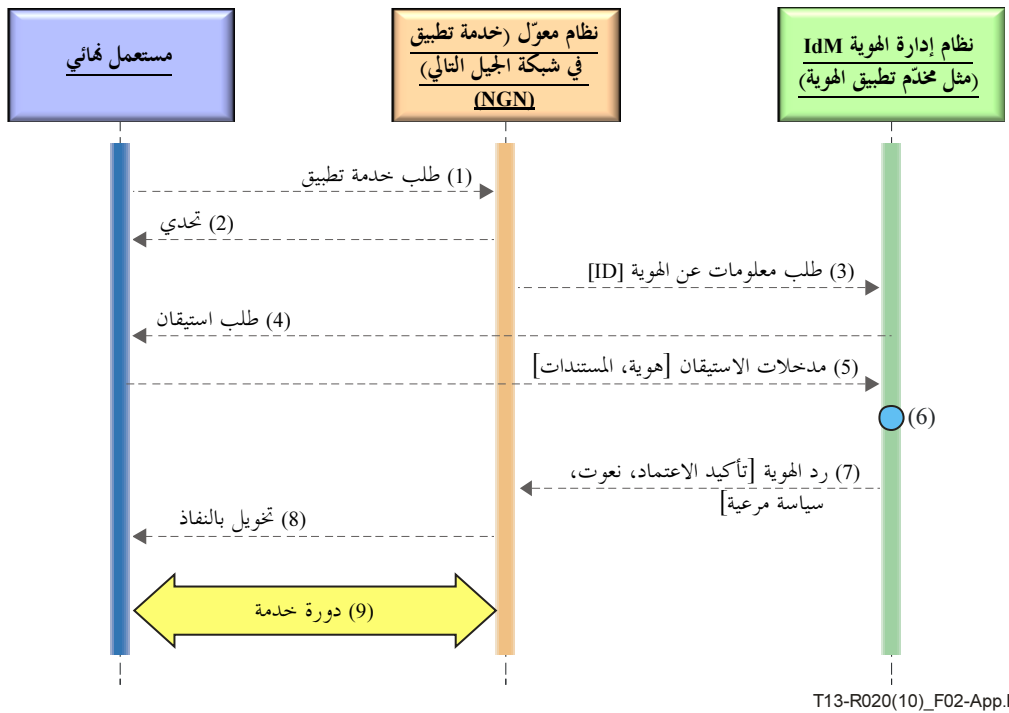 مستعمل نهائي
نظام معوّل (خدمة تطبيق
في شبكة الجيل التالي)
(NGN)
نظام إدارة الهوية IdM
(مثل مخدّم تطبيق الهوية)
(1) طلب خدمة تطبيق
(2) تحدي
(3) طلب معلومات عن الهوية [ID]
(4) طلب استيقان
(5) مدخلات الاستيقان [هوية، المستندات]
(6)
(7) رد الهوية [تأكيد الاعتماد، نعوت،
سياسة مرعية]
(8) تخويل بالنفاذ
(9) دورة خدمة
T13-R020(10)_F02-App.